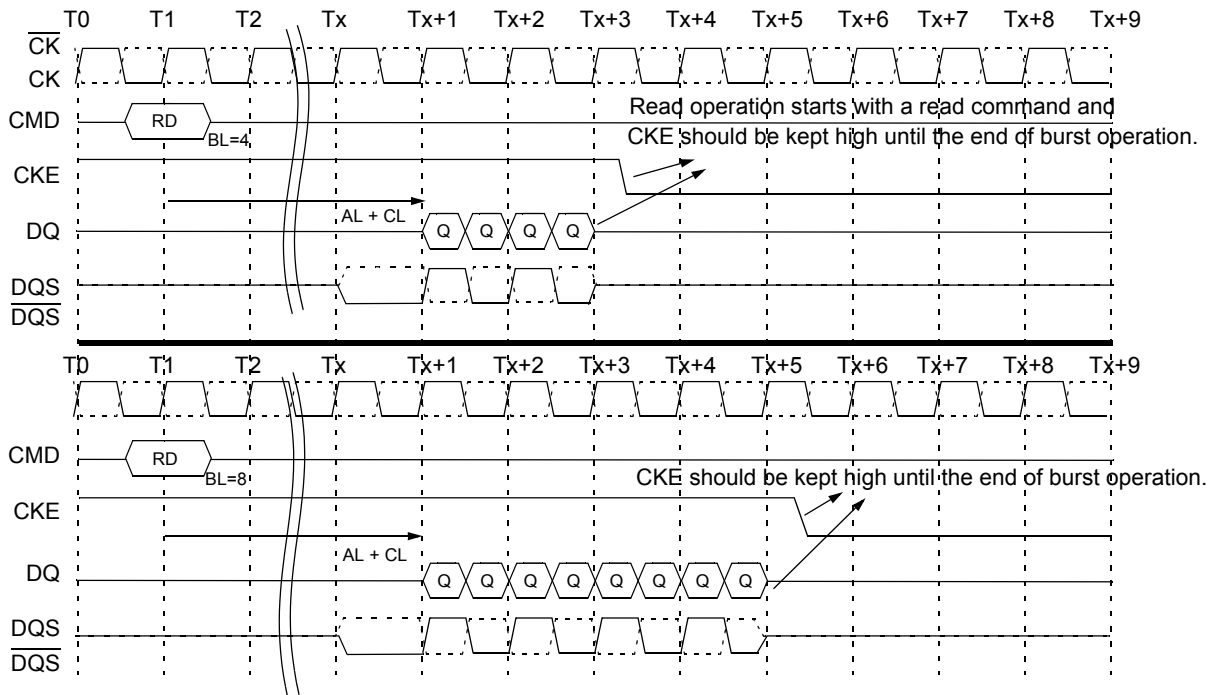 T0 T1 T2 Tx Tx+1 Tx+2 Tx+3 Tx+4 Tx+5 Tx+6 Tx+7 Tx+8 Tx+9
CK
CK
Read operation starts with a read command and
CMD RD BL=4 CKE should be kept high until the end of burst operation.
CKE
AL + CL
DQ Q Q Q Q
DQS
DQS
T0 T1 T2 Tx Tx+1 Tx+2 Tx+3 Tx+4 Tx+5 Tx+6 Tx+7 Tx+8 Tx+9
CMD RD BL=8 CKE should be kept high until the end of burst operation.
CKE
AL + CL
DQ Q Q Q Q Q Q Q Q
DQS
DQS